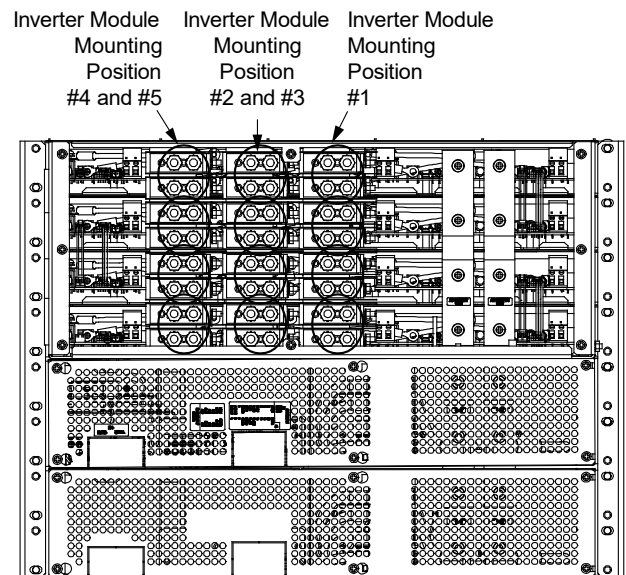 Inverter Module
Mounting
Position
#4 and #5
Inverter Module
Mounting
Position
#2 and #3
Inverter Module
Mounting
Position
#1